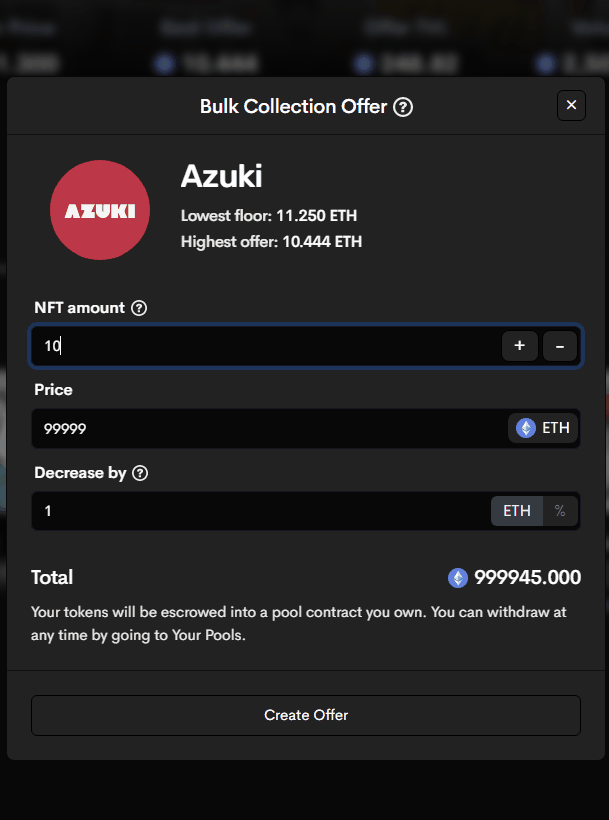 Bulk Collection Offer ?
×
AZUKI
Azuki
Lowest floor: 11.250 ETH
Highest offer: 10.444 ETH
NFT amount ?
10 + -
Price
99999 ETH
Decrease by ?
1 ETH %
Total 999945.000
Your tokens will be escrowed into a pool contract you own. You can withdraw at
any time by going to Your Pools.
Create Offer